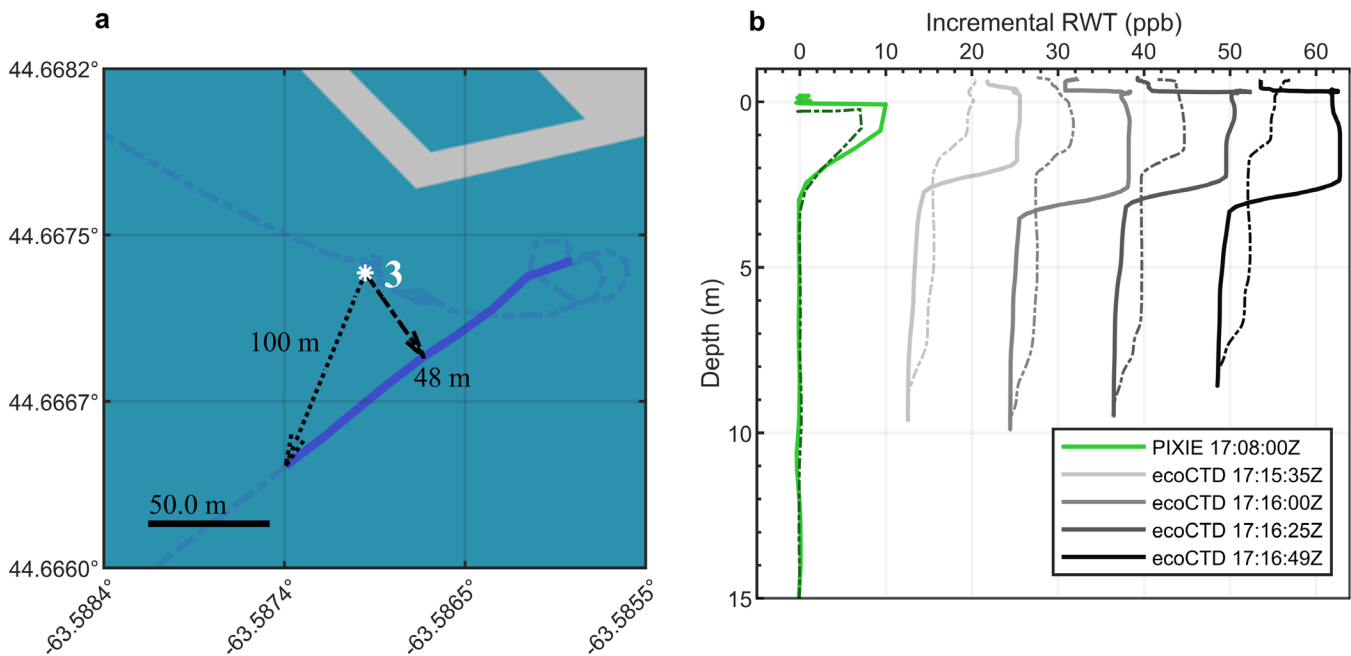 a
44.6682°
44.6675°
44.6667°
44.6660°
3
100 m
48 m
50.0 m
-63.5884°
-63.5874°
-63.5865°
-63.5855°
b
Incremental RWT (ppb)
0 10 20 30 40 50 60
Depth (m)
0
5
10
15
PIXIE 17:08:00Z
ecoCTD 17:15:35Z
ecoCTD 17:16:00Z
ecoCTD 17:16:25Z
ecoCTD 17:16:49Z